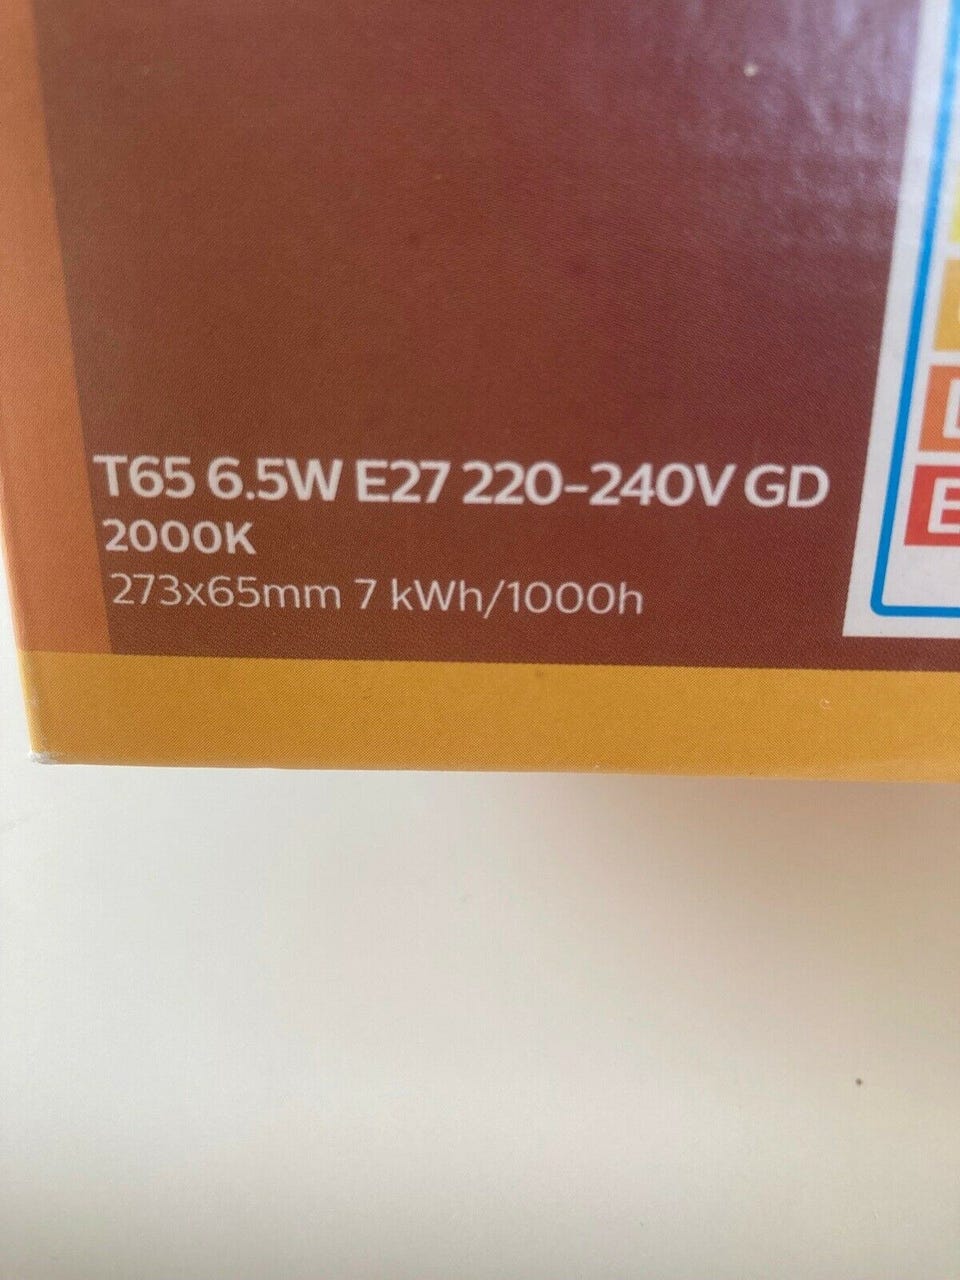 T65 6.5W E27 220-240V GD
2000K
273x65mm 7 kWh/1000h
E